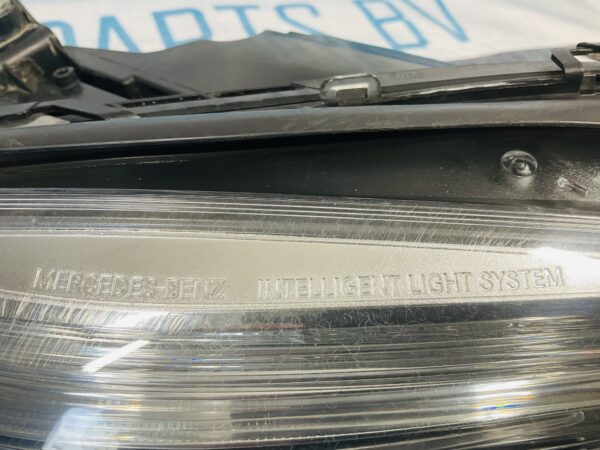 PARTS BV
MERCEDES-BENZ INTELLIGENT LIGHT SYSTEM